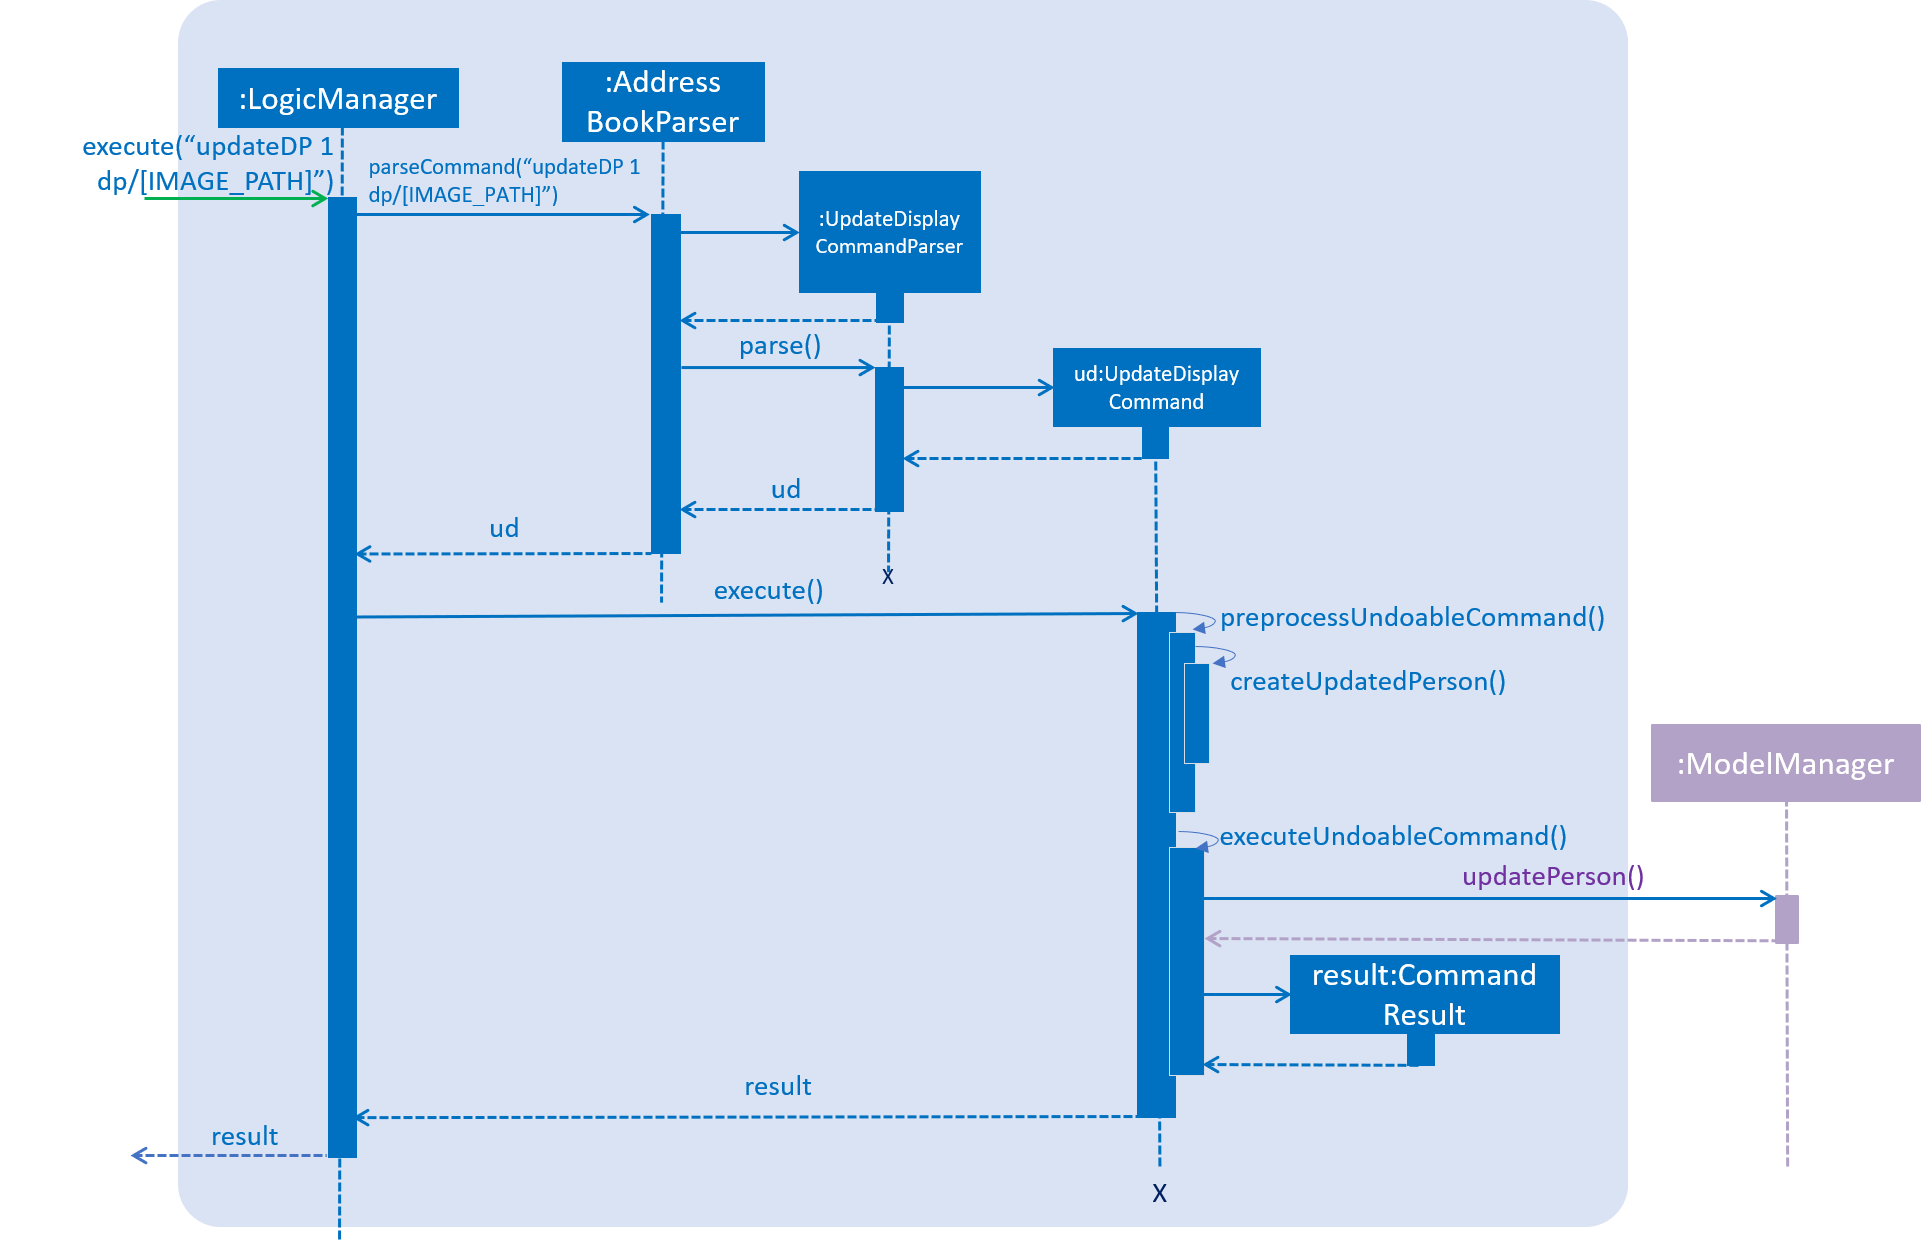 :LogicManager
:Address
BookParser
execute(“updateDP 1
dp/[IMAGE_PATH]”)
parseCommand(“updateDP 1
dp/[IMAGE_PATH]”)
:UpdateDisplay
CommandParser
parse()
ud:UpdateDisplay
Command
ud
ud
X
execute()
preprocessUndoableCommand()
createUpdatedPerson()
:ModelManager
executeUndoableCommand()
updatePerson()
result:Command
Result
result
result
X